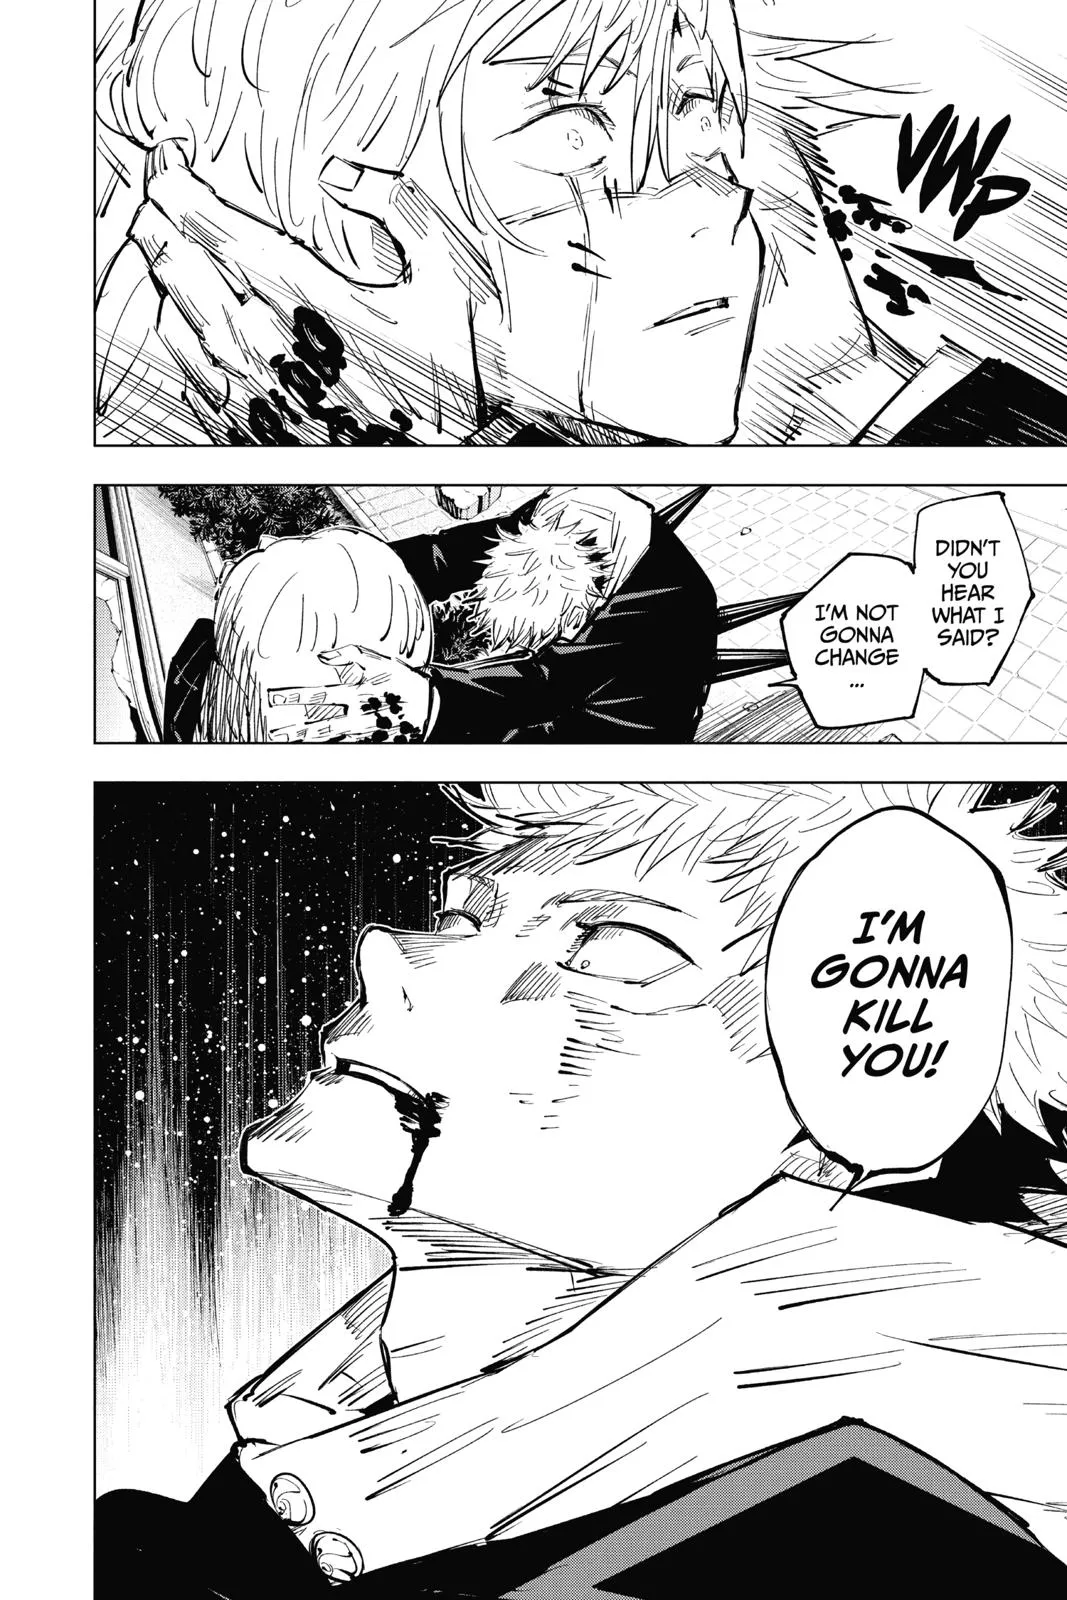 VWP
DIDN'T
YOU
HEAR
WHAT I
SAID?
I'M NOT
GONNA
CHANGE
...
I'M
GONNA
KILL
YOU!